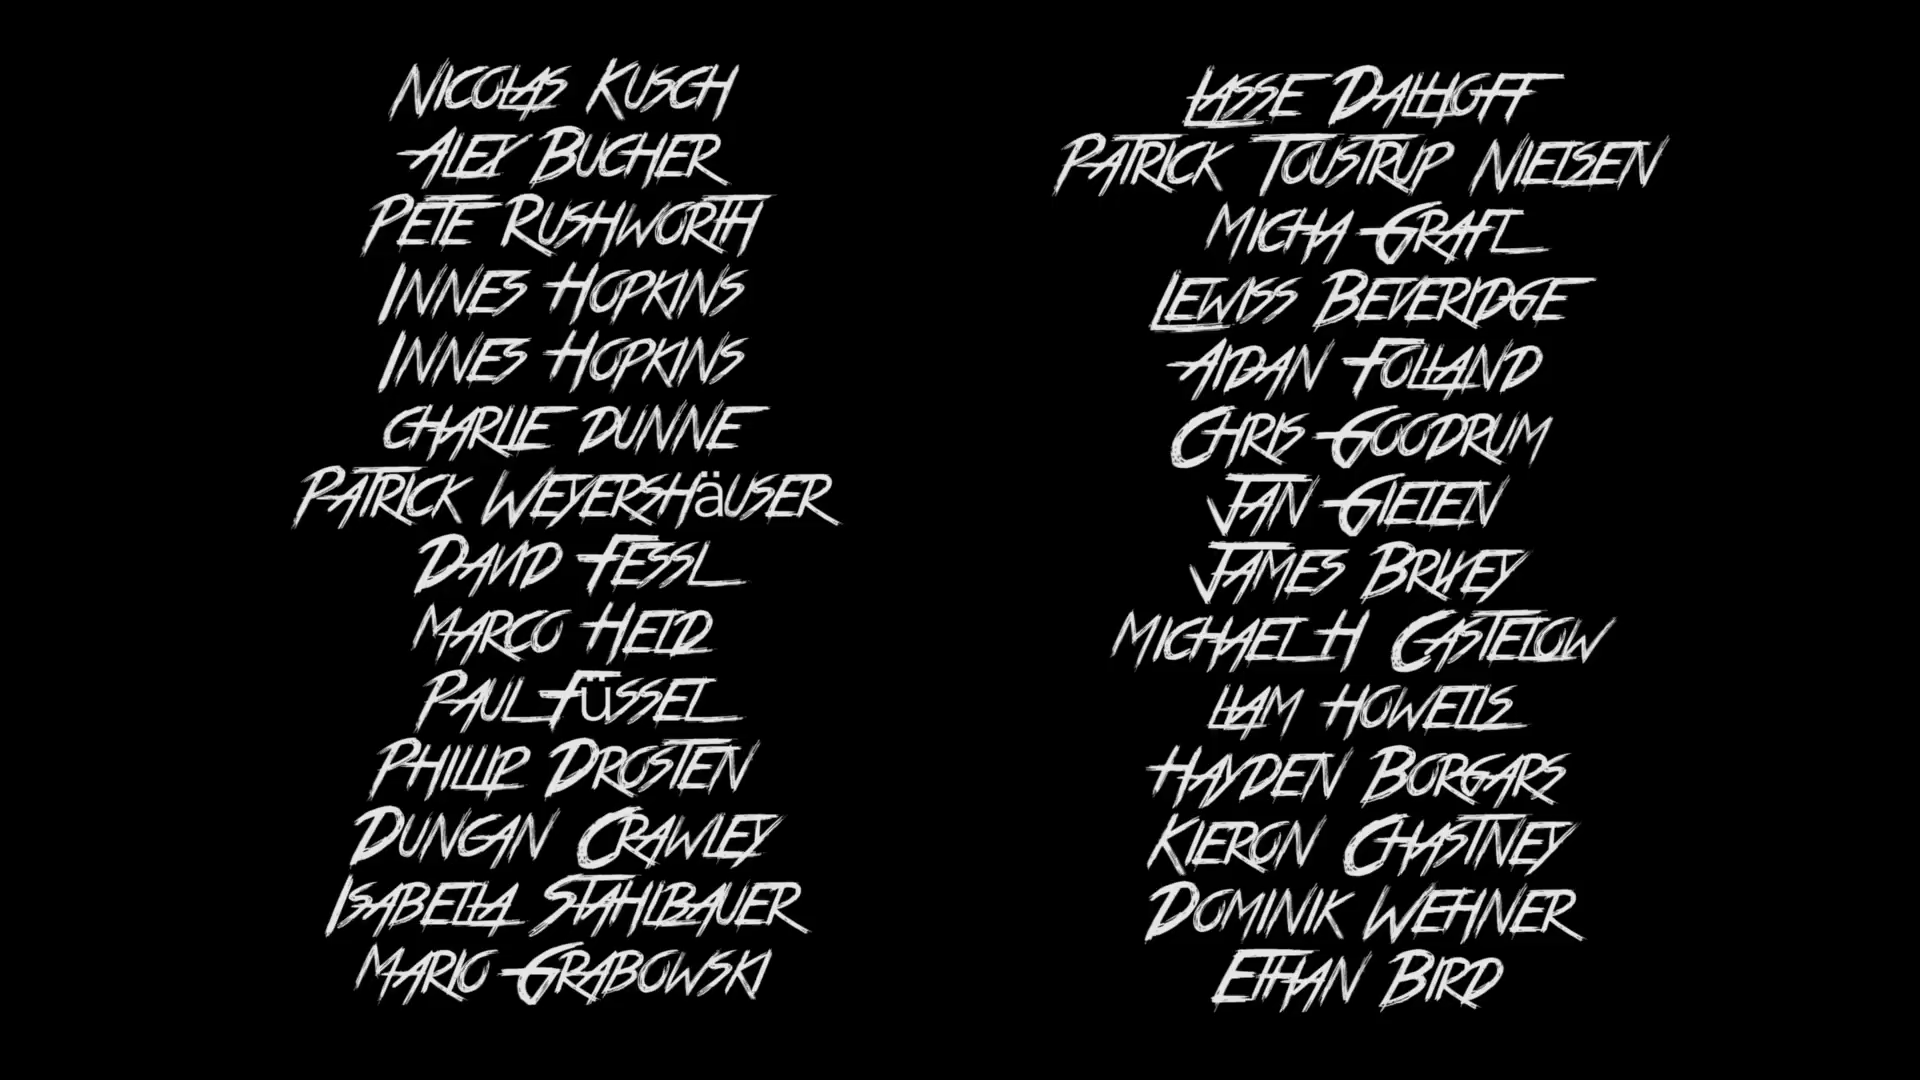 Nicolas Kusch
Alex Bucher
Pete Rushworth
Innes Hopkins
Innes Hopkins
charlie dunne
Patrick Weyershäuser
David Fessl
Marco Held
Paul Füssel
Phillip Drosten
Duncan Crawley
Isabella Stahlbauer
Mario Grabowski
Lasse Dalhoff
Patrick Toustrup Nielsen
Micha Grafl
Lewiss Beveridge
Aidan Folland
Chris Goodrum
Jan Gielen
James Brixey
Michael H Castelow
liam Howells
Hayden Borgars
Kieron Chastney
Dominik Wehner
Ethan Bird